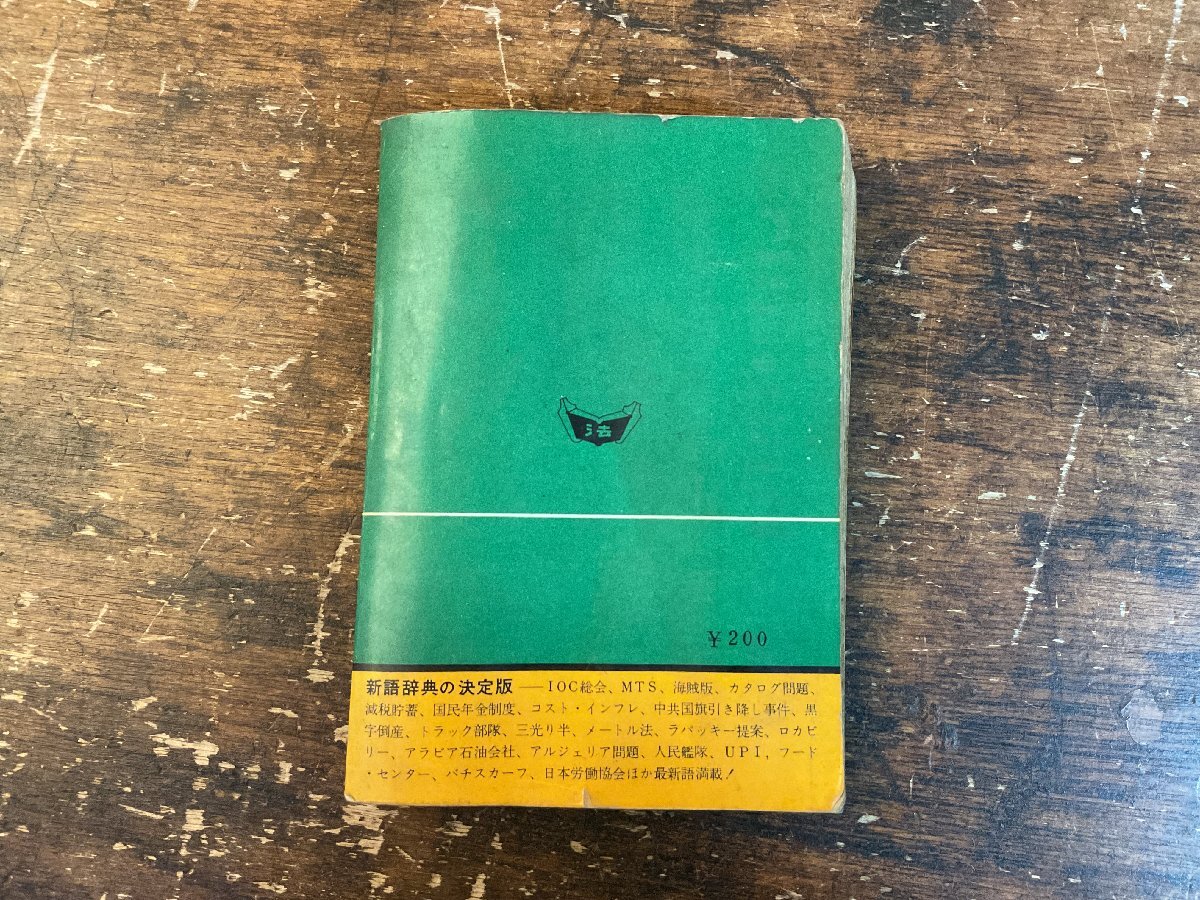 法
￥200
新語辞典の決定版——IOC総会、MTS、海賊版、カタログ問題、
減税貯蓄、国民年金制度、コスト・インフレ、中共国旗引き降し事件、黒
字倒産、トラック部隊、三光り半、メートル法、ラパッキー提案、ロカビ
リー、アラビア石油会社、アルジェリア問題、人民艦隊、UPI、フード
・センター、バチスカーフ、日本労働協会ほか最新語満載！